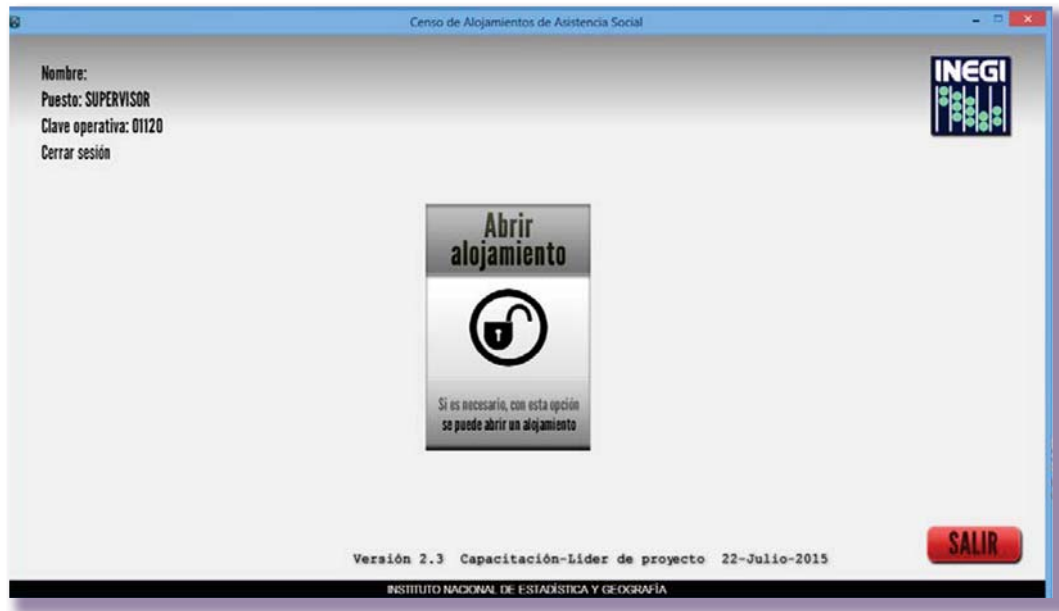 Censo de Alojamientos de Asistencia Social
Nombre:
Puesto: SUPERVISOR
Clave operativa: 01120
Cerrar sesión
INEGI
Abrir
alojamiento
Si es necesario, con esta opción
se puede abrir un alojamiento
SALIR
Versión 2.3 Capacitación-Lider de proyecto 22-Julio-2015
INSTITUTO NACIONAL DE ESTADÍSTICA Y GEOGRAFÍA